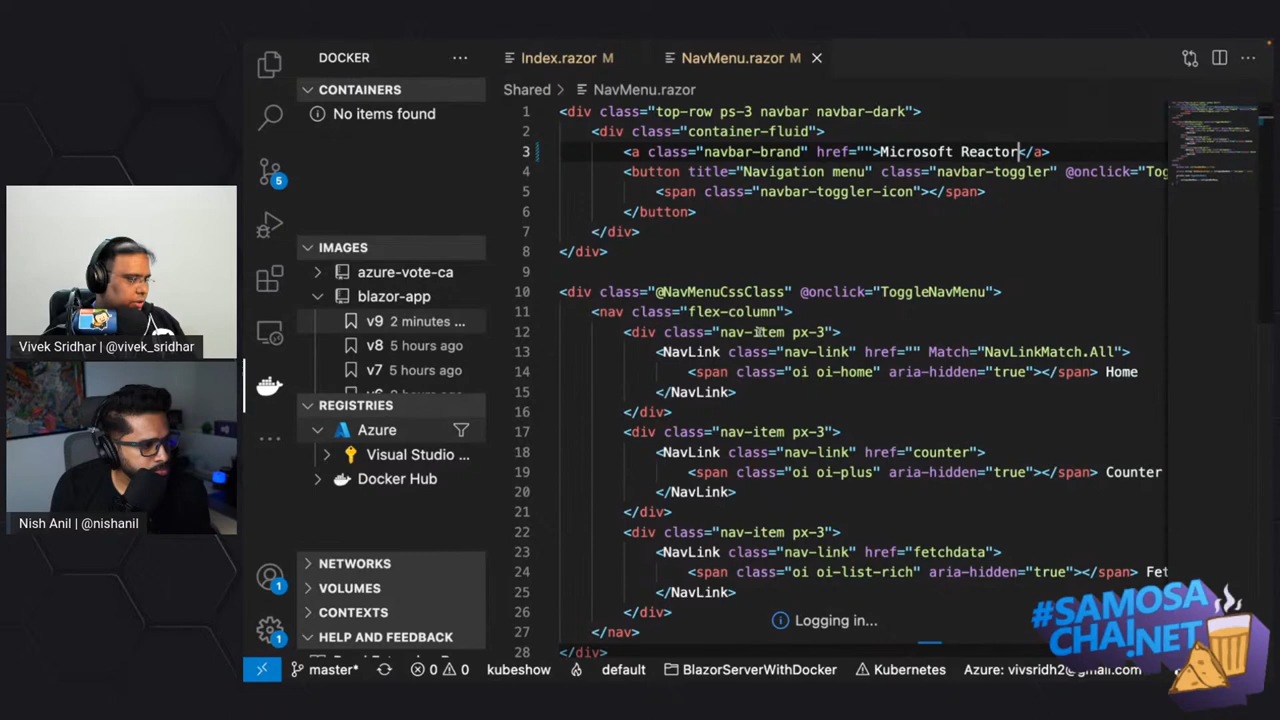 DOCKER
CONTAINERS
No items found
IMAGES
azure-vote-ca
blazor-app
v9 2 minutes ...
v8 5 hours ago
v7 5 hours ago
REGISTRIES
Azure
Visual Studio ...
Docker Hub
NETWORKS
VOLUMES
CONTEXTS
HELP AND FEEDBACK
5
1
1
Index.razor M
NavMenu.razor M
Shared > NavMenu.razor
1 <div class="top-row ps-3 navbar navbar-dark">
2 <div class="container-fluid">
3 <a class="navbar-brand" href="">Microsoft Reactor</a>
4 <button title="Navigation menu" class="navbar-toggler" @onclick="Tog
5 <span class="navbar-toggler-icon"></span>
6 </button>
7 </div>
8 </div>
9
10 <div class="@NavMenuCssClass" @onclick="ToggleNavMenu">
11 <nav class="flex-column">
12 <div class="nav-item px-3">
13 <NavLink class="nav-link" href="" Match="NavLinkMatch.All">
14 <span class="oi oi-home" aria-hidden="true"></span> Home
15 </NavLink>
16 </div>
17 <div class="nav-item px-3">
18 <NavLink class="nav-link" href="counter">
19 <span class="oi oi-plus" aria-hidden="true"></span> Counter
20 </NavLink>
21 </div>
22 <div class="nav-item px-3">
23 <NavLink class="nav-link" href="fetchdata">
24 <span class="oi oi-list-rich" aria-hidden="true"></span> Fet
25 </NavLink>
26 </div>
27 </nav>
28 </div>
Logging in...
master*
0 0
kubeshow
default
BlazorServerWithDocker
Kubernetes
Azure: vivsridh2@gmail.com
Vivek Sridhar | @vivek_sridhar
Nish Anil | @nishanil
#SAMOSA
CHAI.NET